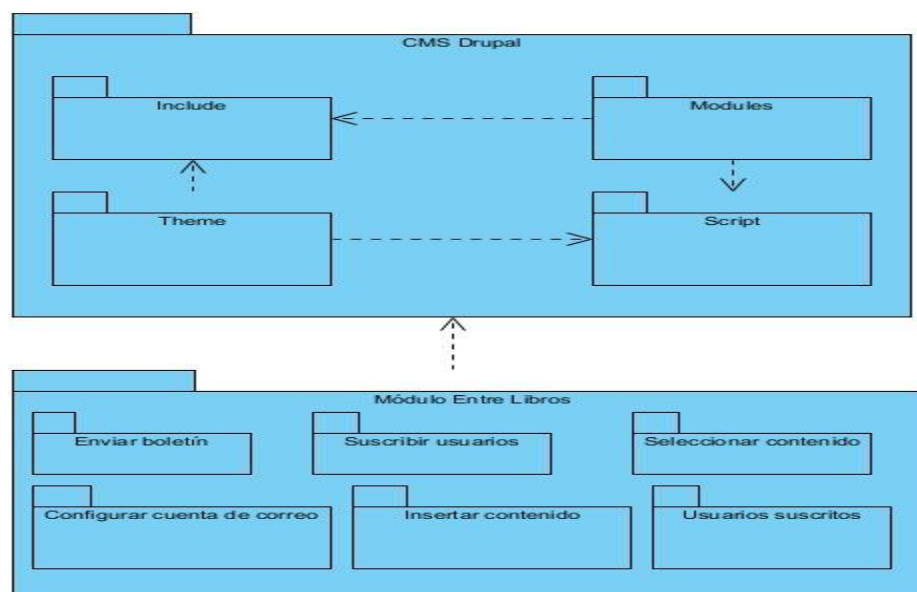 CMS Drupal
Include
Modules
Theme
Script
Módulo Entre Libros
Enviar boletín
Suscribir usuarios
Seleccionar contenido
Configurar cuenta de correo
Insertar contenido
Usuarios suscritos